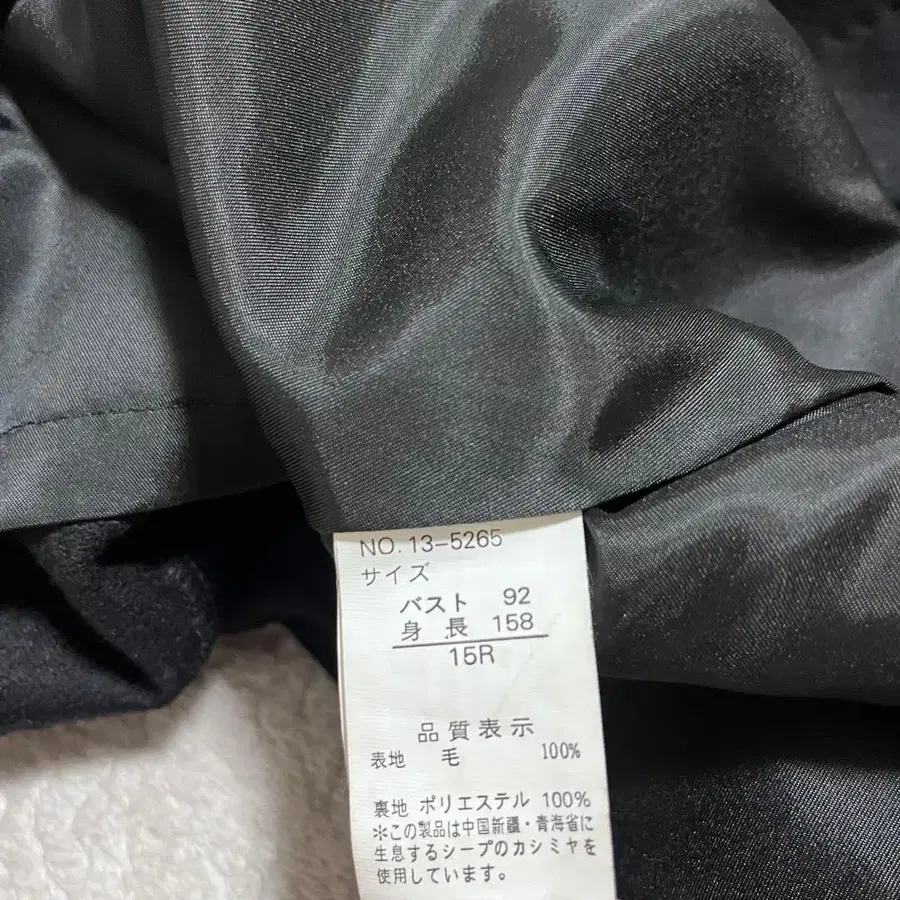 NO. 13-5265
サイズ
バスト 92
身長 158
15R
品質表示
表地 毛 100%
裏地 ポリエステル 100%
※この製品は中国新疆・青海省に
生息するシープのカシミヤを
使用しています。